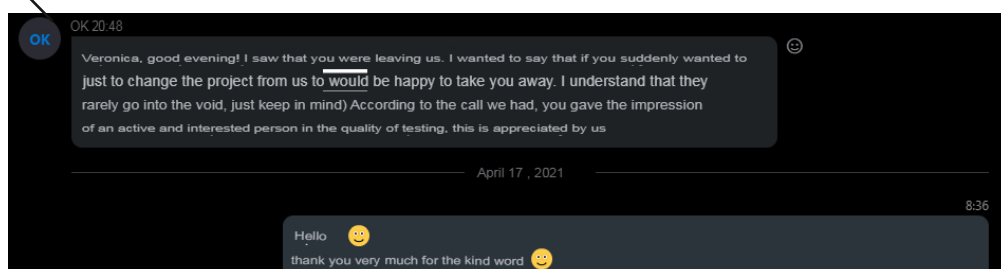 OK 20:48
OK
Veronica, good evening! I saw that you were leaving us. I wanted to say that if you suddenly wanted to
just to change the project from us to would be happy to take you away. I understand that they
rarely go into the void, just keep in mind) According to the call we had, you gave the impression
of an active and interested person in the quality of testing, this is appreciated by us
April 17 , 2021
8:36
Hello 🙂
thank you very much for the kind word 🙂